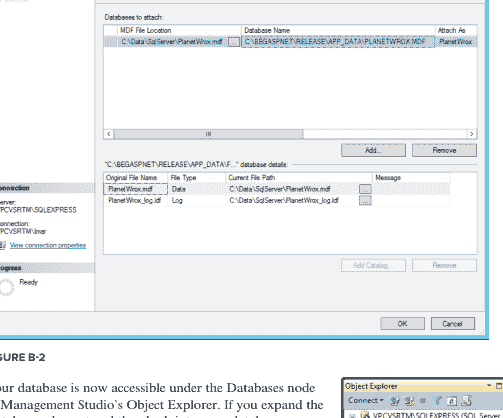 Databases to attach:
MDF File Location Database Name Attach As
C:\Data\SqlServer\PlanetWrox.mdf ... C:\BEGASPNET\RELEASE\APP_DATA\PLANETWROX.MDF PlanetWrox
Add... Remove
"C:\BEGASPNET\RELEASE\APP_DATA\F..." database details:
Original File Name File Type Current File Path Message
PlanetWrox.mdf Data C:\Data\SqlServer\PlanetWrox.mdf ...
PlanetWrox_log.ldf Log C:\Data\SqlServer\PlanetWrox_log.ldf ...
nnection
erver:
PCVSRTM\SQLEXPRESS
onnection:
PCVSRTM\Imar
View connection properties
ogress
Ready
Add Catalog... Remove
OK Cancel
GURE B-2
our database is now accessible under the Databases node
Management Studio's Object Explorer. If you expand the
Object Explorer
Connect
VPCVSRTM\SQLEXPRESS (SQL Server